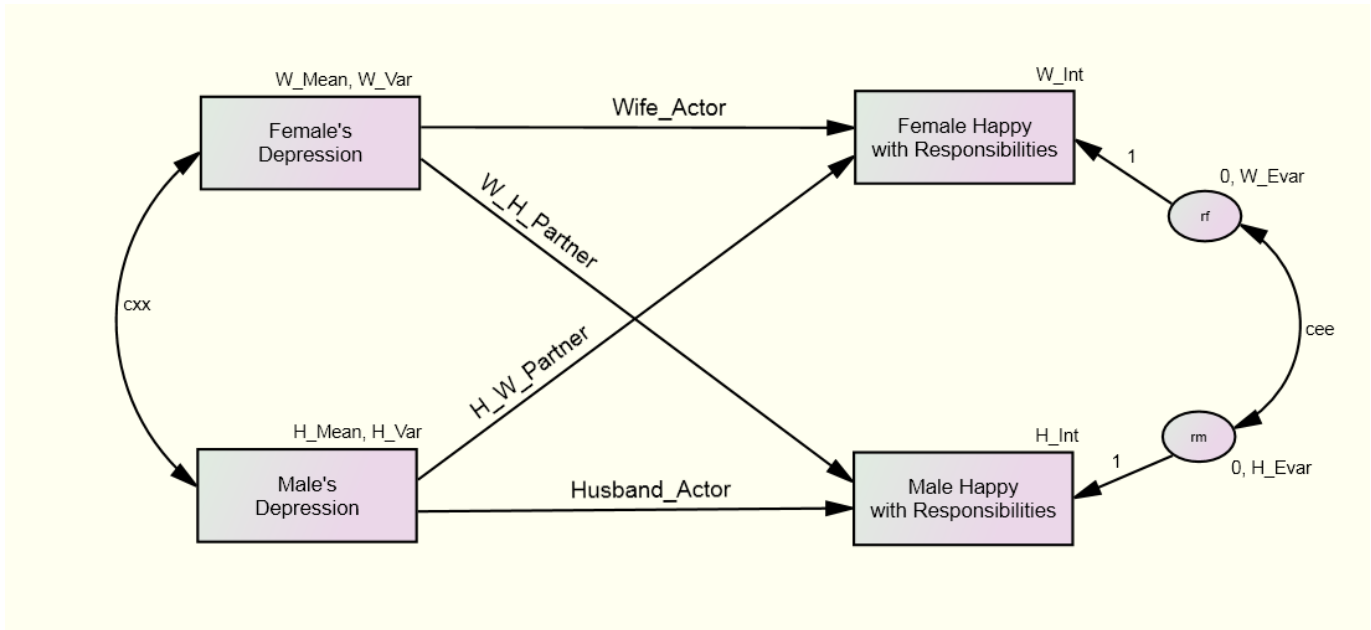 W_Mean, W_Var
W_Int
Female's
Depression
Wife_Actor
Female Happy
with Responsibilities
1
0, W_Evar
rf
W_H_Partner
cxx
cee
H_W_Partner
H_Mean, H_Var
H_Int
Male's
Depression
Husband_Actor
Male Happy
with Responsibilities
1
rm
0, H_Evar